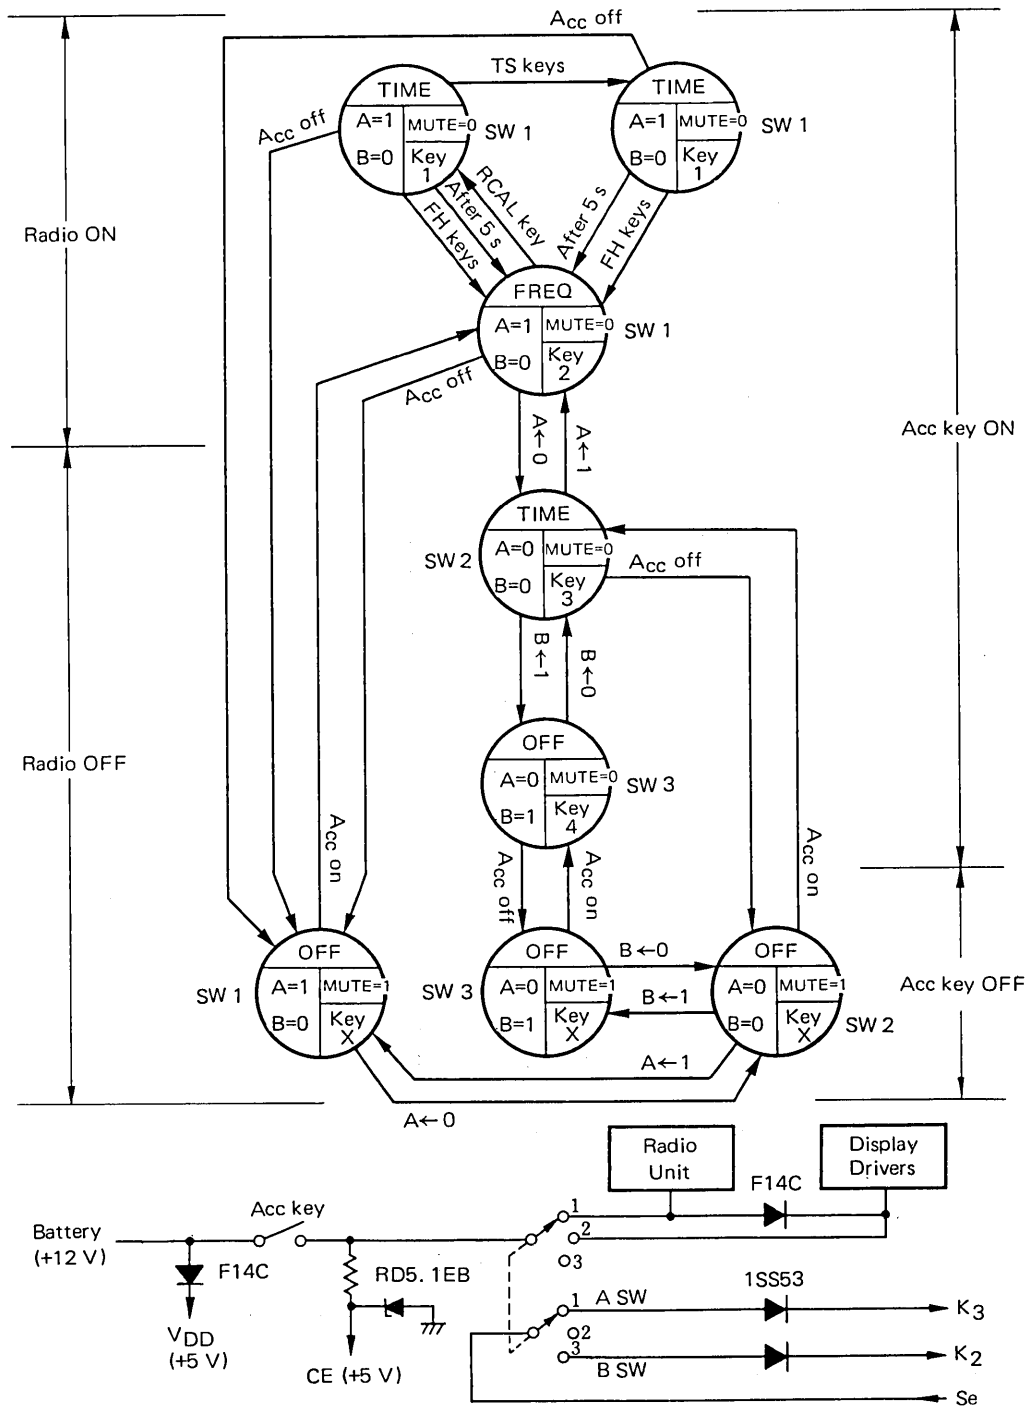 Acc off
TS keys
TIME
A=1
MUTE=0
SW 1
B=0
Key
1
TIME
A=1
MUTE=0
SW 1
B=0
Key
1
Acc off
FH keys
After 5 s
RCAL key
After 5 s
FH keys
Radio ON
FREQ
A=1
MUTE=0
SW 1
B=0
Key
2
Acc off
Acc key ON
A←0
A←1
TIME
SW 2
A=0
MUTE=0
B=0
Key
3
Acc off
B←1
B←0
Radio OFF
OFF
A=0
MUTE=0
SW 3
B=1
Key
4
Acc on
Acc off
Acc on
Acc on
OFF
SW 1
A=1
MUTE=1
B=0
Key
X
OFF
SW 3
A=0
MUTE=1
B=1
Key
X
B←0
B←1
OFF
A=0
MUTE=1
SW 2
B=0
Key
X
Acc key OFF
A←1
A←0
Radio
Unit
Display
Drivers
F14C
Battery
(+12 V)
Acc key
1
2
3
F14C
RD5. 1EB
VDD
(+5 V)
CE (+5 V)
1
A SW
1SS53
K3
2
3
B SW
K2
Se